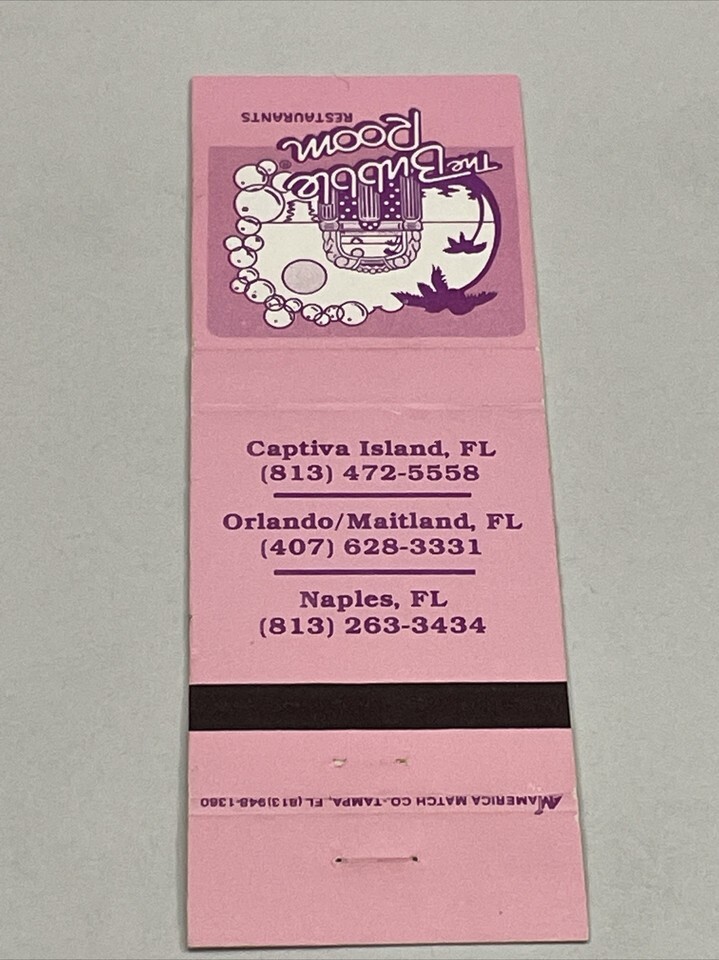 The Bubble
Room®
RESTAURANTS
Captiva Island, FL
(813) 472-5558
Orlando/Maitland, FL
(407) 628-3331
Naples, FL
(813) 263-3434
AMERICA MATCH CO.-TAMPA, FL (813)948-1380